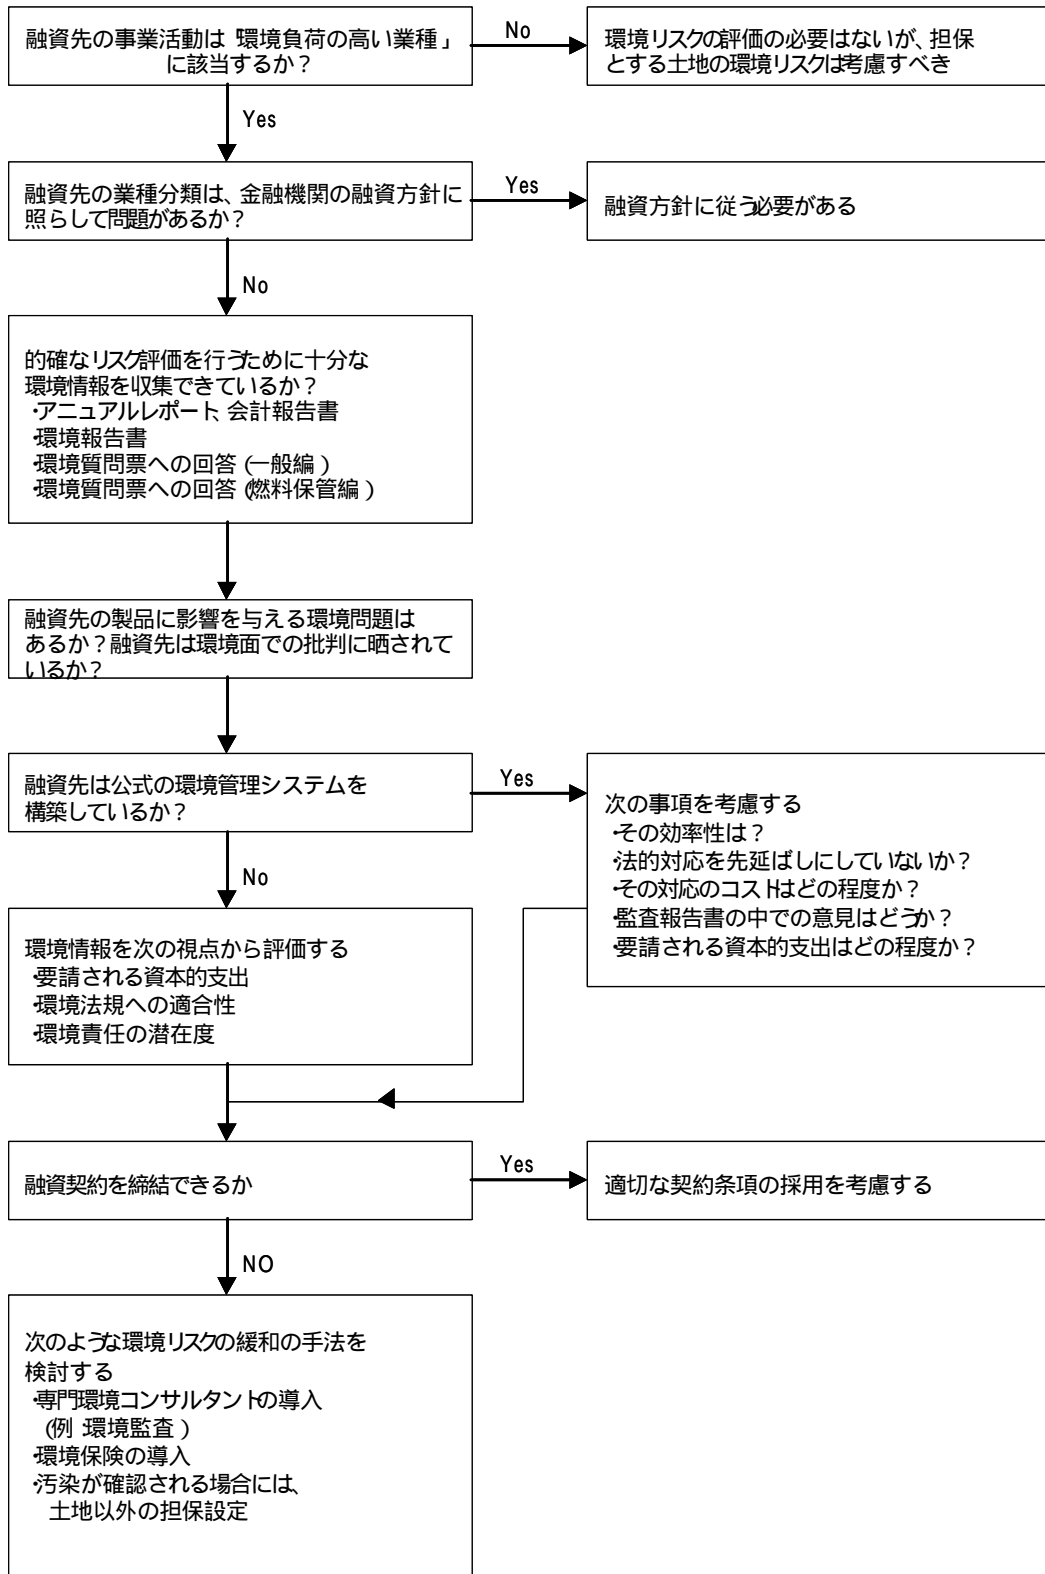 融資先の事業活動は「環境負荷の高い業種」
に該当するか？
No
環境リスクの評価の必要はないが、担保
とする土地の環境リスクは考慮すべき
Yes
融資先の業種分類は、金融機関の融資方針に
照らして問題があるか？
Yes
融資方針に従う必要がある
No
的確なリスク評価を行うために十分な
環境情報を収集できているか？
・アニュアルレポート、会計報告書
・環境報告書
・環境質問票への回答（一般編）
・環境質問票への回答（燃料保管編）
融資先の製品に影響を与える環境問題は
あるか？融資先は環境面での批判に晒されて
いるか？
融資先は公式の環境管理システムを
構築しているか？
Yes
次の事項を考慮する
・その効率性は？
・法的対応を先延ばしにしていないか？
・その対応のコストはどの程度か？
・監査報告書の中での意見はどうか？
・要請される資本的支出はどの程度か？
No
環境情報を次の視点から評価する
・要請される資本的支出
・環境法規への適合性
・環境責任の潜在度
融資契約を締結できるか
Yes
適切な契約条項の採用を考慮する
NO
次のような環境リスクの緩和の手法を
検討する
・専門環境コンサルタントの導入
（例 環境監査）
・環境保険の導入
・汚染が確認される場合には、
土地以外の担保設定